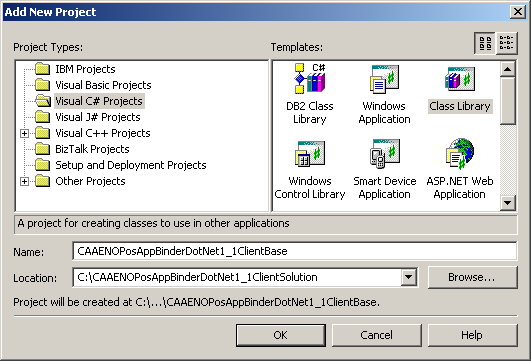 Add New Project
Project Types:
Templates:
IBM Projects
Visual Basic Projects
Visual C# Projects
Visual J# Projects
Visual C++ Projects
BizTalk Projects
Setup and Deployment Projects
Other Projects
C#
DB2 Class
Library
Windows
Application
Class Library
Windows
Control Library
Smart Device
Application
ASP.NET Web
Application
A project for creating classes to use in other applications
Name:
CAAENOPosAppBinderDotNet1_1ClientBase
Location:
C:\CAAENOPosAppBinderDotNet1_1ClientSolution
Browse...
Project will be created at C:\...\CAAENOPosAppBinderDotNet1_1ClientBase.
OK
Cancel
Help